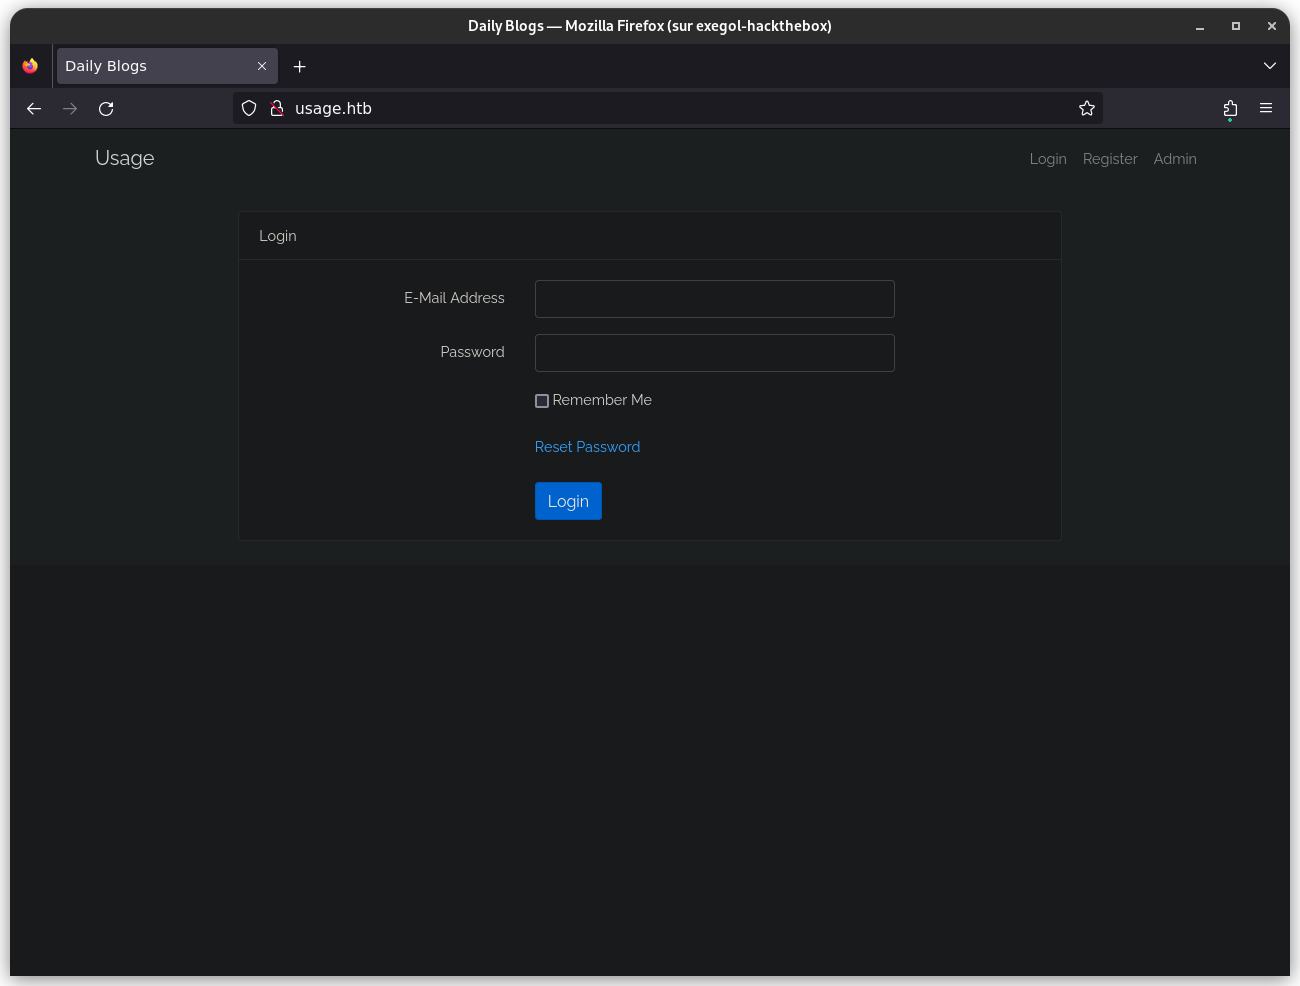 Daily Blogs — Mozilla Firefox (sur exegol-hackthebox)
Daily Blogs
usage.htb
Usage
Login Register Admin
Login
E-Mail Address
Password
Remember Me
Reset Password
Login